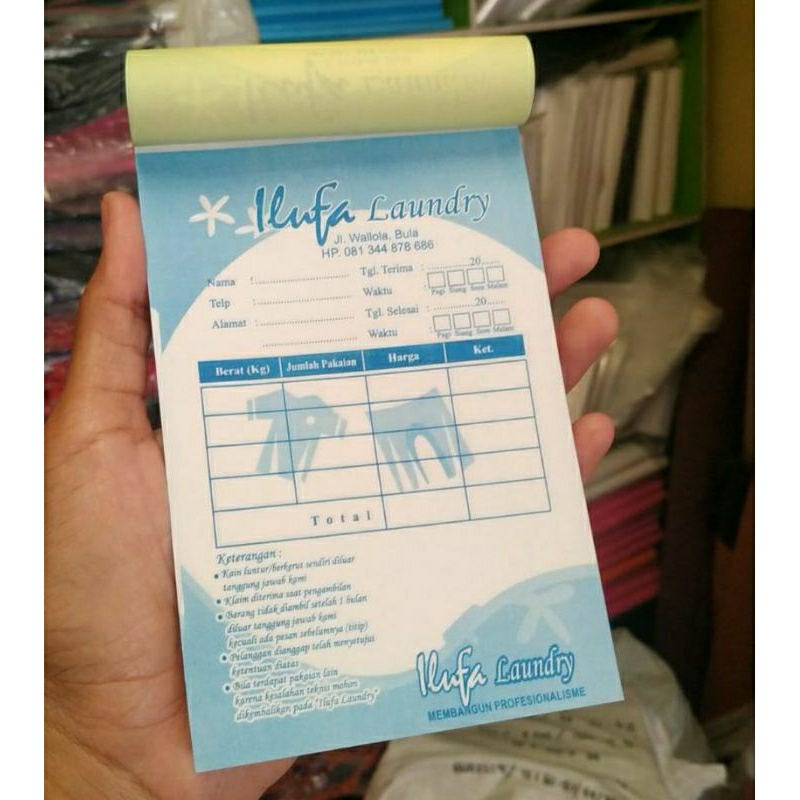 Ilufa Laundry
Jl. Wallola, Bula
HP. 081 344 878 686
Nama : ..............................
Telp : ..............................
Alamat : ..............................
..............................
Tgl. Terima : ...............20......
Waktu :
Pagi Siang Sore Malam
Tgl. Selesai : ...............20......
Waktu :
Pagi Siang Sore Malam
Berat (Kg) Jumlah Pakaian Harga Ket.
Total
Keterangan :
• Kain luntur/berkerut sendiri diluar
tanggung jawab kami
• Klaim diterima saat pengambilan
• Barang tidak diambil setelah 1 bulan
diluar tanggung jawab kami
kecuali ada pesan sebelumnya (titip)
• Pelanggan dianggap telah menyetujui
ketentuan diatas
• Bila terdapat pakaian lain
karena kesalahan teknis mohon
dikembalikan pada "Ilufa Laundry"
Ilufa Laundry
MEMBANGUN PROFESIONALISME